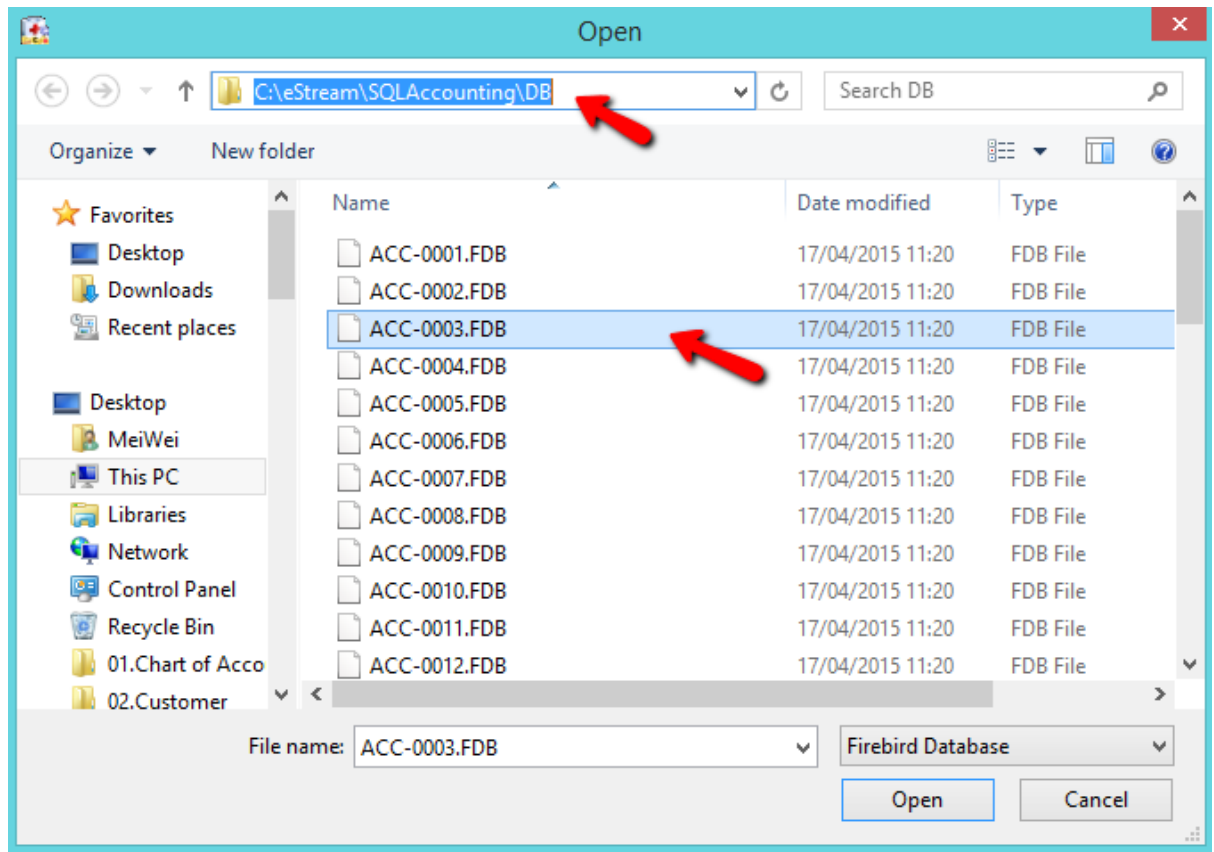 Open
C:\eStream\SQLAccounting\DB
Search DB
Organize
New folder
Favorites
Desktop
Downloads
Recent places
Desktop
MeiWei
This PC
Libraries
Network
Control Panel
Recycle Bin
01.Chart of Acco
02.Customer
Name Date modified Type
ACC-0001.FDB 17/04/2015 11:20 FDB File
ACC-0002.FDB 17/04/2015 11:20 FDB File
ACC-0003.FDB 17/04/2015 11:20 FDB File
ACC-0004.FDB 17/04/2015 11:20 FDB File
ACC-0005.FDB 17/04/2015 11:20 FDB File
ACC-0006.FDB 17/04/2015 11:20 FDB File
ACC-0007.FDB 17/04/2015 11:20 FDB File
ACC-0008.FDB 17/04/2015 11:20 FDB File
ACC-0009.FDB 17/04/2015 11:20 FDB File
ACC-0010.FDB 17/04/2015 11:20 FDB File
ACC-0011.FDB 17/04/2015 11:20 FDB File
ACC-0012.FDB 17/04/2015 11:20 FDB File
File name: ACC-0003.FDB
Firebird Database
Open
Cancel